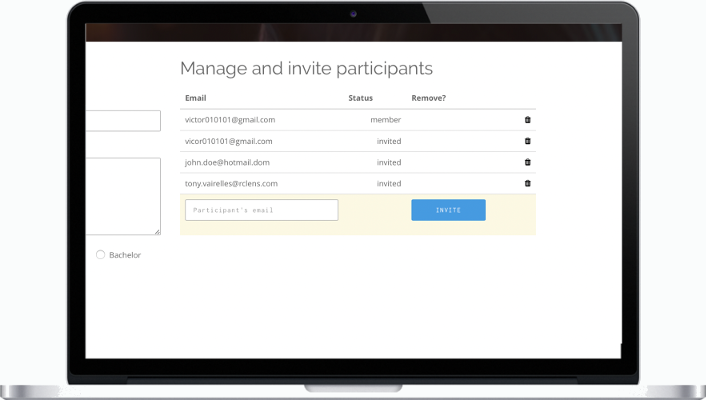 Manage and invite participants
Email Status Remove?
victor010101@gmail.com member
vicor010101@gmail.com invited
john.doe@hotmail.dom invited
tony.vairelles@rclens.com invited
Participant's email INVITE
Bachelor